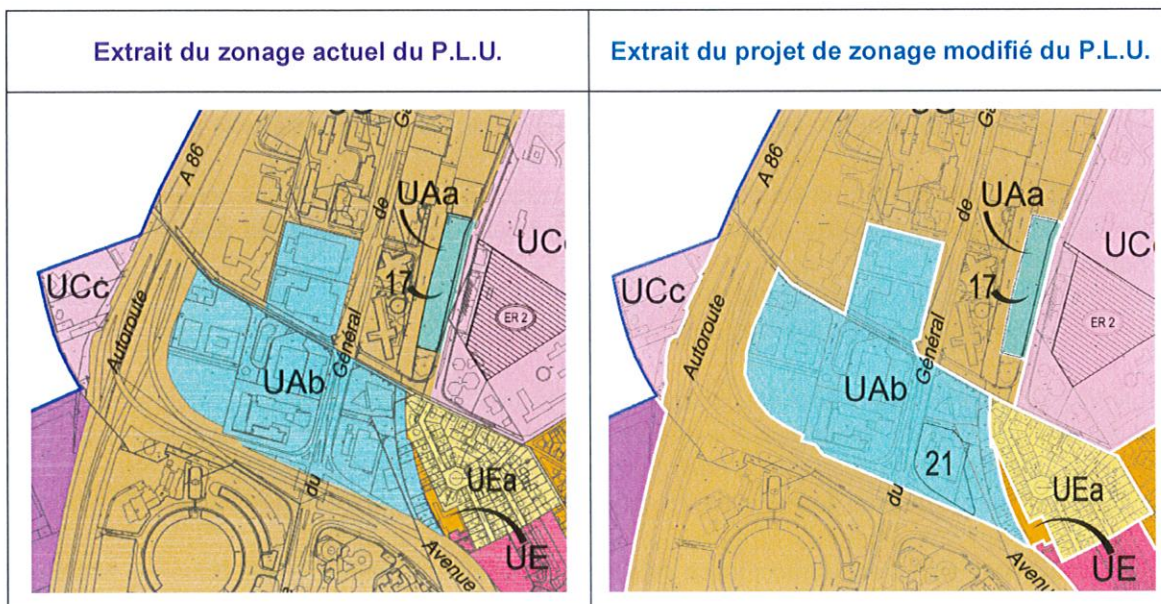 Extrait du zonage actuel du P.L.U.
Extrait du projet de zonage modifié du P.L.U.
A 86
de
UAa
UCc
17
ER 2
Autoroute
Général
UAb
UEa
du
UE
Avenue
A 86
de
UAa
UCc
17
ER 2
Autoroute
Général
UAb
21
UEa
du
UE